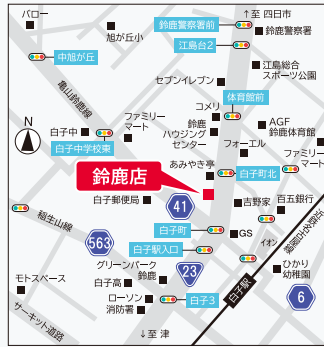 バロー
旭が丘小
鈴鹿警察署前
↑至 四日市
鈴鹿警察署
江島台2
中旭が丘
江島総合
スポーツ公園
セブンイレブン
体育館前
亀山鈴鹿線
コメリ
N
ファミリー
マート
鈴鹿
ハウジング
センター
AGF
鈴鹿体育館
白子中
白子中学校東
フォーエル
ファミリー
マート
あみやき亭
鈴鹿店
白子町北
白子郵便局
41
吉野家
百五銀行
稲生山線
白子町
近鉄名古屋線
563
白子駅入口
GS
イオン
グリーンパーク
鈴鹿
23
ひかり
幼稚園
モトスペース
白子高
白子駅
ローソン
白子3
6
消防署
サーキット道路
↓至 津